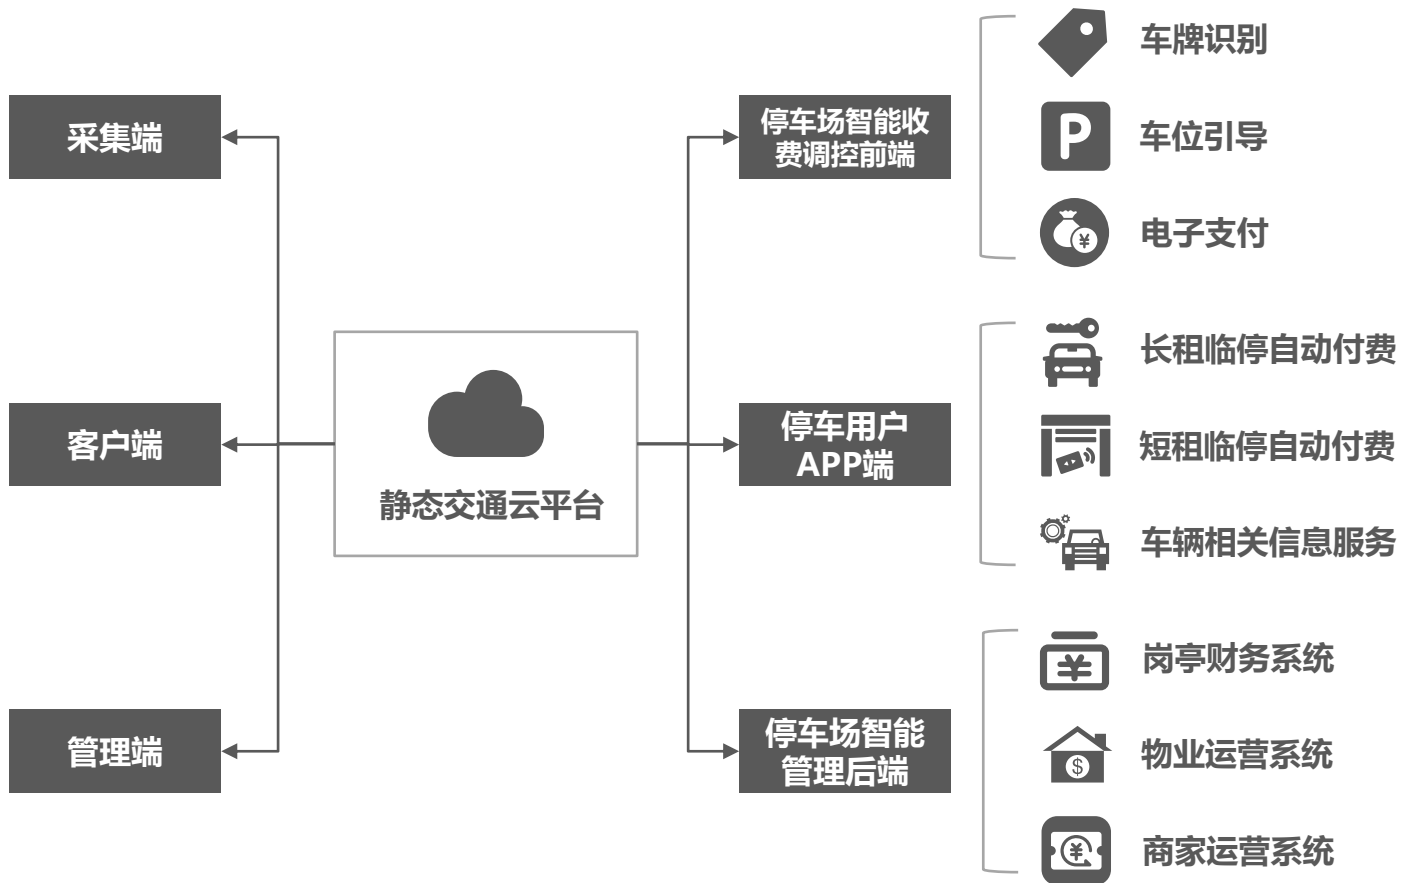 采集端
客户端
管理端
静态交通云平台
停车场智能收
费调控前端
车牌识别
P
车位引导
¥
电子支付
停车用户
APP端
长租临停自动付费
短租临停自动付费
车辆相关信息服务
停车场智能
管理后端
¥
岗亭财务系统
$
物业运营系统
¥
商家运营系统